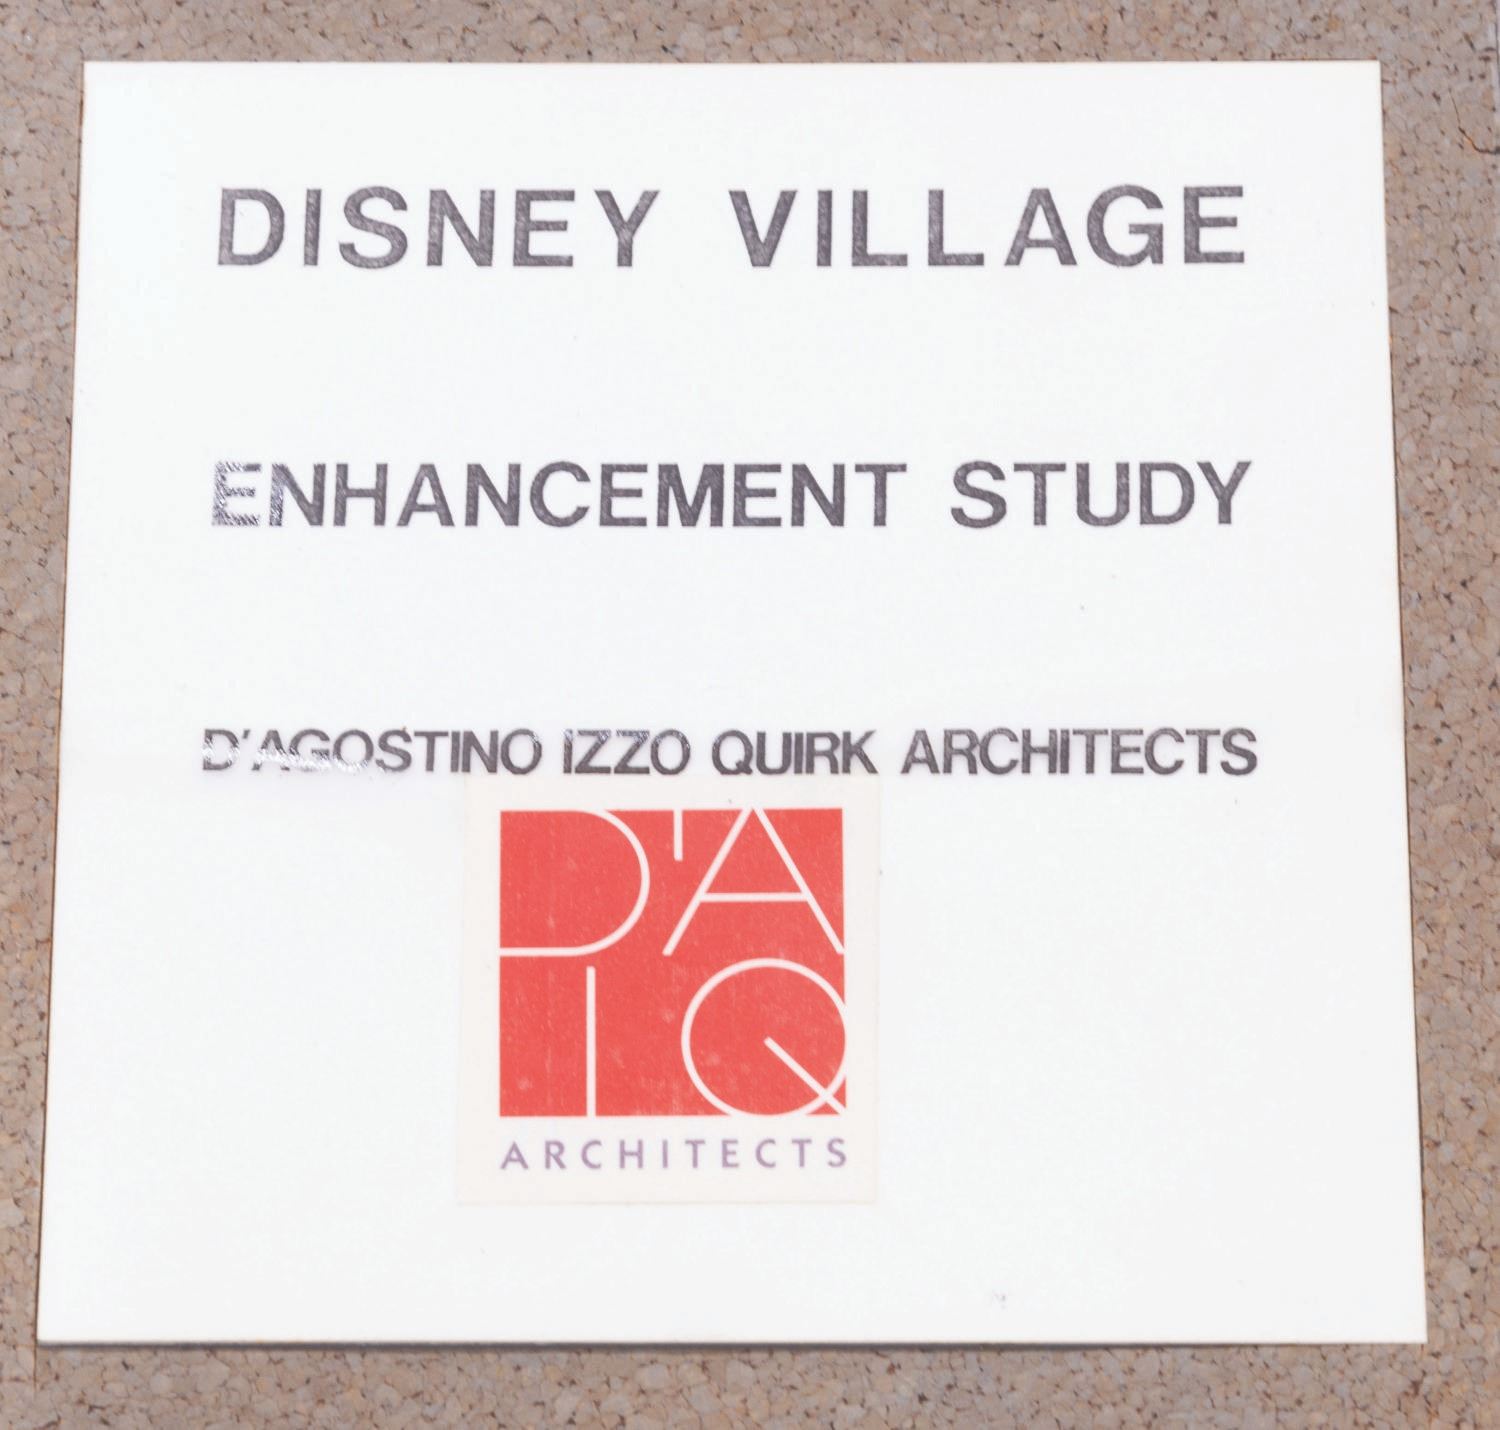 DISNEY VILLAGE
ENHANCEMENT STUDY
D'AGOSTINO IZZO QUIRK ARCHITECTS
D'A
IQ
ARCHITECTS